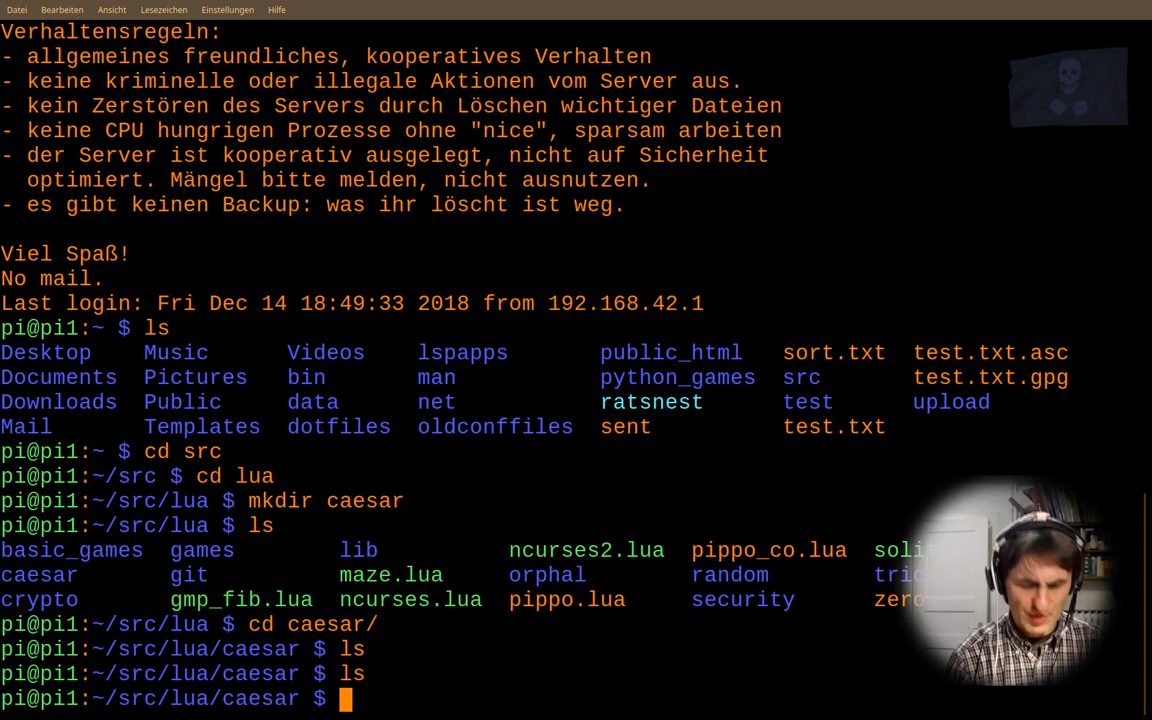 Datei Bearbeiten Ansicht Lesezeichen Einstellungen Hilfe
Verhaltensregeln:
- allgemeines freundliches, kooperatives Verhalten
- keine kriminelle oder illegale Aktionen vom Server aus.
- kein Zerstören des Servers durch Löschen wichtiger Dateien
- keine CPU hungrigen Prozesse ohne "nice", sparsam arbeiten
- der Server ist kooperativ ausgelegt, nicht auf Sicherheit
optimiert. Mängel bitte melden, nicht ausnutzen.
- es gibt keinen Backup: was ihr löscht ist weg.
Viel Spaß!
No mail.
Last login: Fri Dec 14 18:49:33 2018 from 192.168.42.1
pi@pi1:~ $ ls
Desktop Music Videos lspapps public_html sort.txt test.txt.asc
Documents Pictures bin man python_games src test.txt.gpg
Downloads Public data net ratsnest test upload
Mail Templates dotfiles oldconffiles sent test.txt
pi@pi1:~ $ cd src
pi@pi1:~/src $ cd lua
pi@pi1:~/src/lua $ mkdir caesar
pi@pi1:~/src/lua $ ls
basic_games games lib ncurses2.lua pippo_co.lua
caesar git maze.lua orphal random
crypto gmp_fib.lua ncurses.lua pippo.lua security zero
pi@pi1:~/src/lua $ cd caesar/
pi@pi1:~/src/lua/caesar $ ls
pi@pi1:~/src/lua/caesar $ ls
pi@pi1:~/src/lua/caesar $